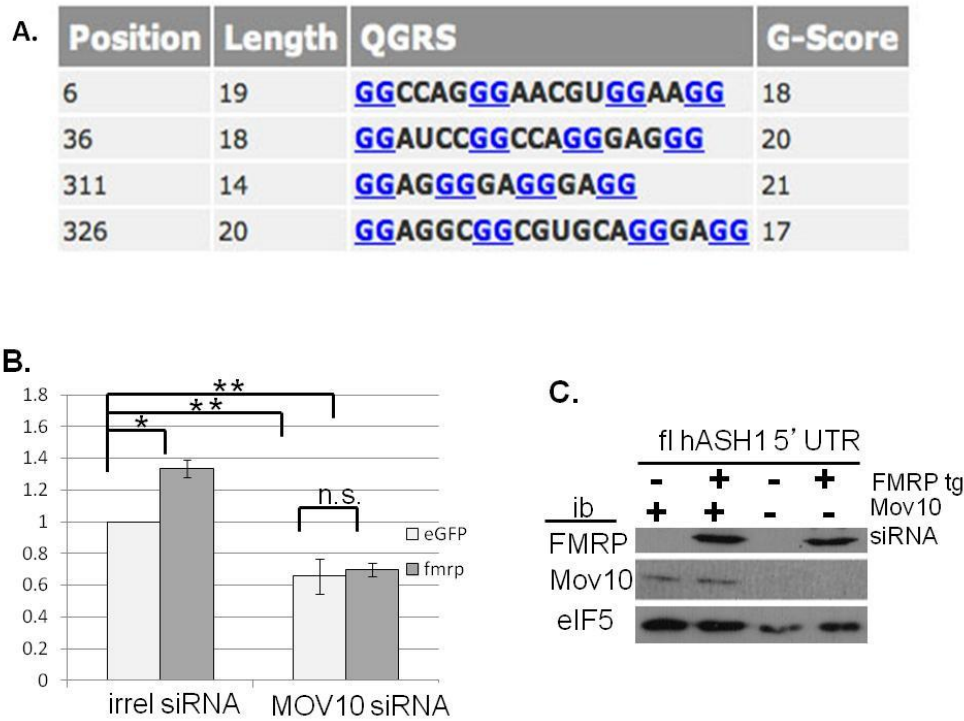 A.
Position Length QGRS G-Score
6 19 GGCCAGGGAACGUGGAAGG 18
36 18 GGAUCCGGCCAGGGAGGG 20
311 14 GGAGGGGAGGGAGG 21
326 20 GGAGGCGGCGUGCAGGGAGG 17
B.
1.8
1.6
1.4
1.2
1
0.8
0.6
0.4
0.2
0
**
**
*
n.s.
eGFP
fmrp
irrel siRNA MOV10 siRNA
C.
fl hASH1 5' UTR
- + - + FMRP tg
ib + + - - Mov10
siRNA
FMRP
Mov10
eIF5